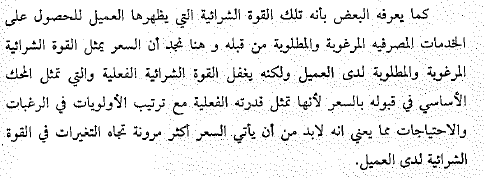 كما يعرفه البعض بأنه تلك القوة الشرائية التي يظهرها العميل للحصول على
الخدمات المصرفيه المرغوبة والمطلوبة من قبله و هنا نجد أن السعر يمثل القوة الشرائية
المرغوبة والمطلوبة لدى العميل ولكنه يغفل القوة الشرائية الفعلية والتي تمثل المحك
الأساسي في قبوله بالسعر لأنها تمثل قدرته الفعلية مع ترتيب الأولويات في الرغبات
والاحتياجات مما يعني انه لابد من أن يأتي السعر أكثر مرونة تجاه التغيرات في القوة
الشرائية لدى العميل.